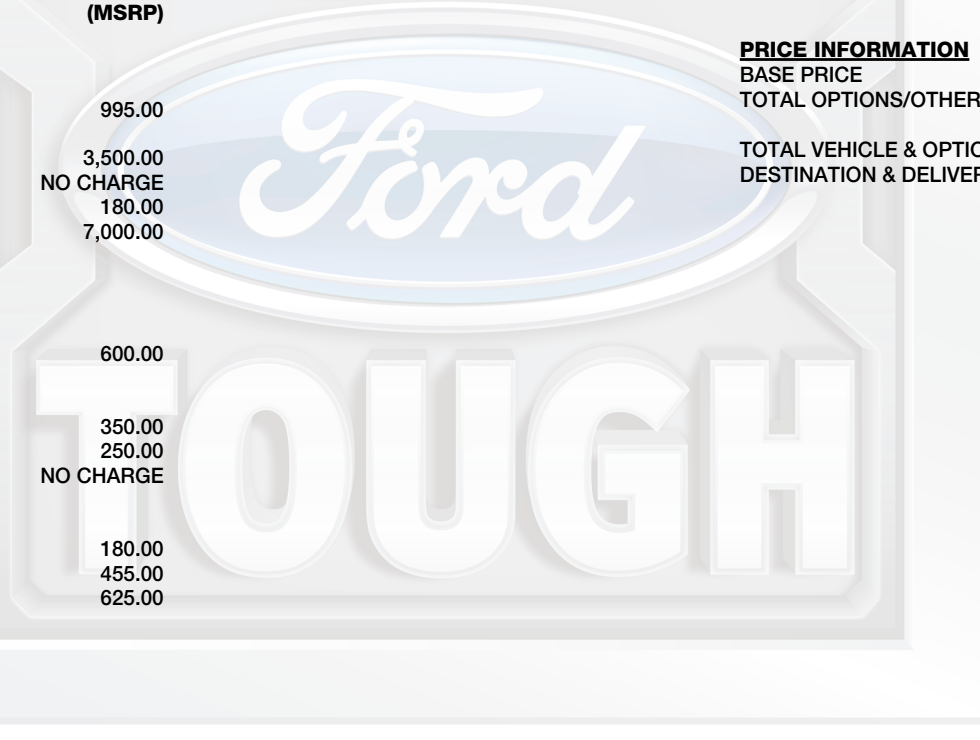 (MSRP)
995.00
3,500.00
NO CHARGE
180.00
7,000.00
600.00
350.00
250.00
NO CHARGE
180.00
455.00
625.00
PRICE INFORMATION
BASE PRICE
TOTAL OPTIONS/OTHER
TOTAL VEHICLE & OPTIO
DESTINATION & DELIVER
Ford
TOUGH